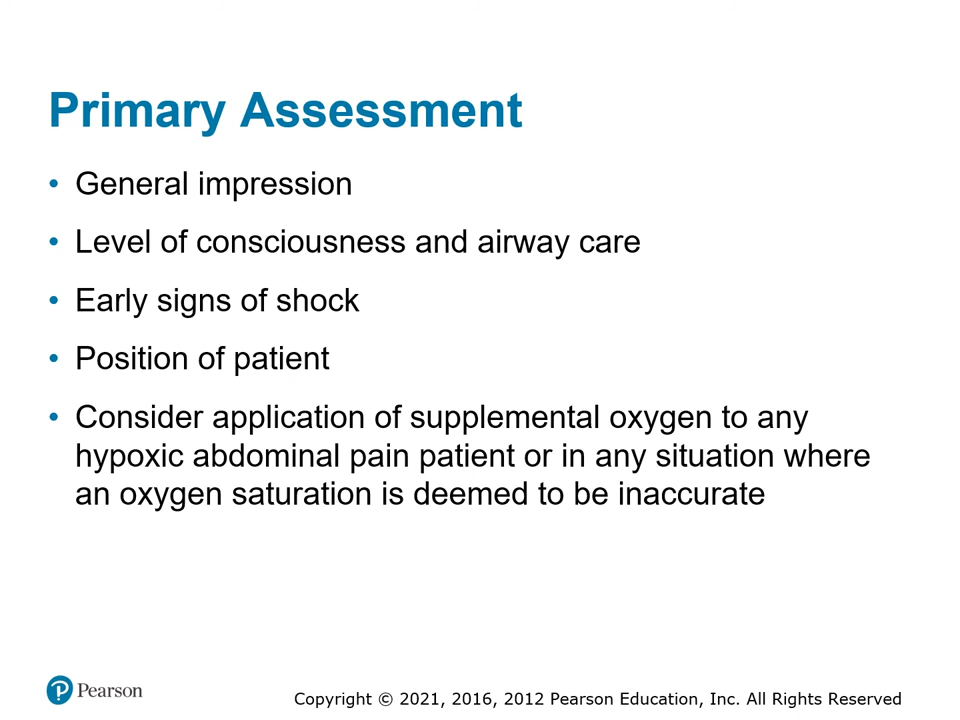 Primary Assessment
• General impression
• Level of consciousness and airway care
• Early signs of shock
• Position of patient
• Consider application of supplemental oxygen to any
hypoxic abdominal pain patient or in any situation where
an oxygen saturation is deemed to be inaccurate
Pearson
Copyright © 2021, 2016, 2012 Pearson Education, Inc. All Rights Reserved